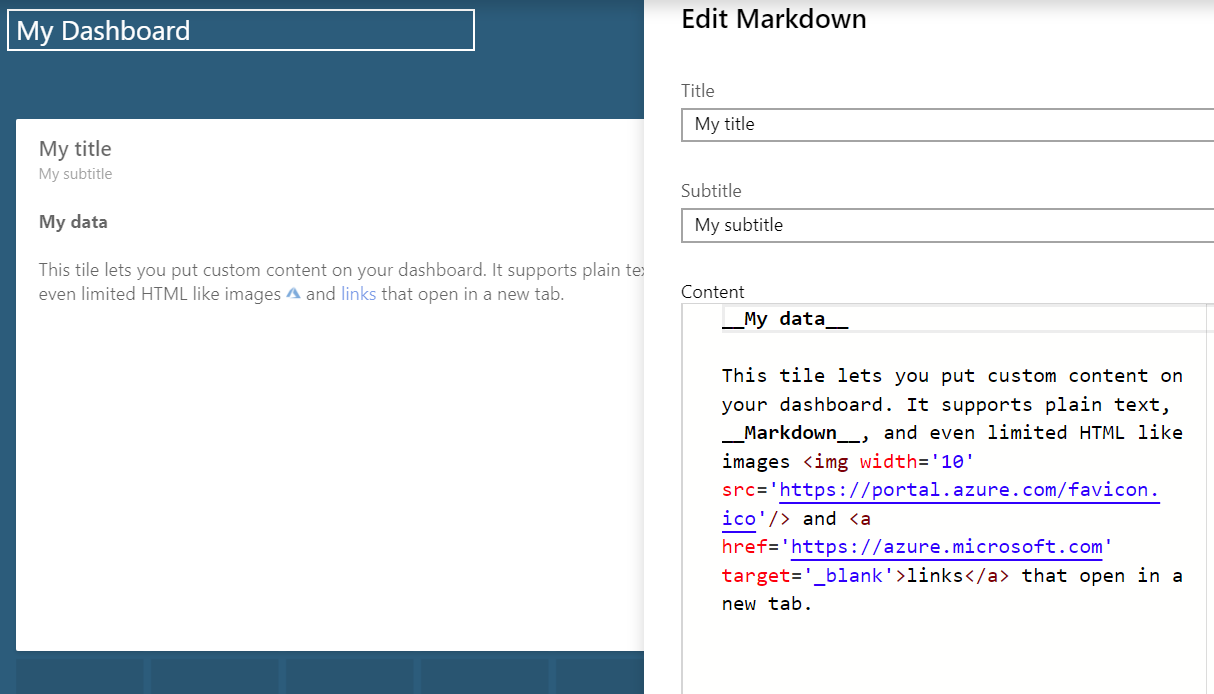 My Dashboard
My title
My subtitle
My data
This tile lets you put custom content on your dashboard. It supports plain
even limited HTML like images and links that open in a new tab.
Edit Markdown
Title
My title
Subtitle
My subtitle
Content
__My data__
This tile lets you put custom content on
your dashboard. It supports plain text,
__Markdown__, and even limited HTML like
images <img width='10'
src='https://portal.azure.com/favicon.
ico'/> and <a
href='https://azure.microsoft.com'
target='_blank'>links</a> that open in a
new tab.